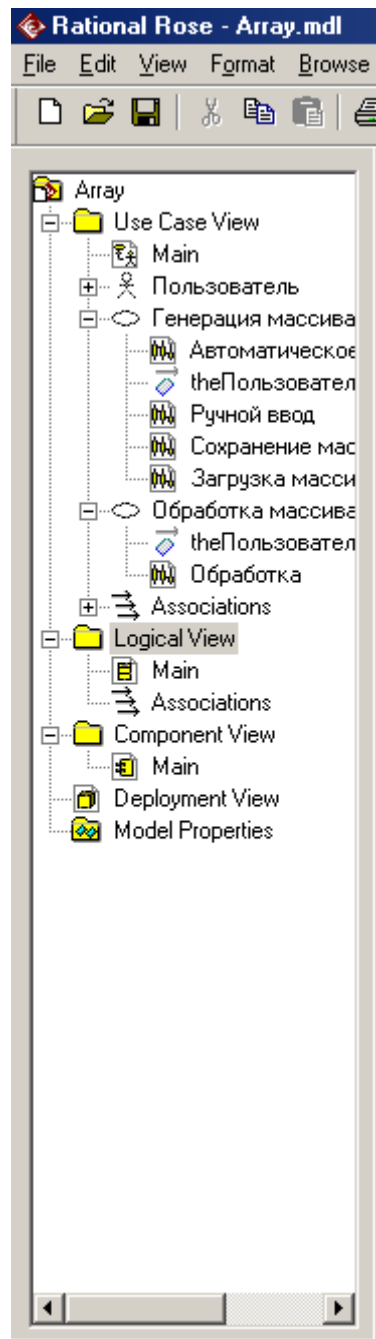 Rational Rose - Array.mdl
File Edit View Format Browse
Array
Use Case View
Main
Пользователь
Генерация массива
Автоматическое
theПользовател
Ручной ввод
Сохранение мас
Загрузка масси
Обработка массива
theПользовател
Обработка
Associations
Logical View
Main
Associations
Component View
Main
Deployment View
Model Properties